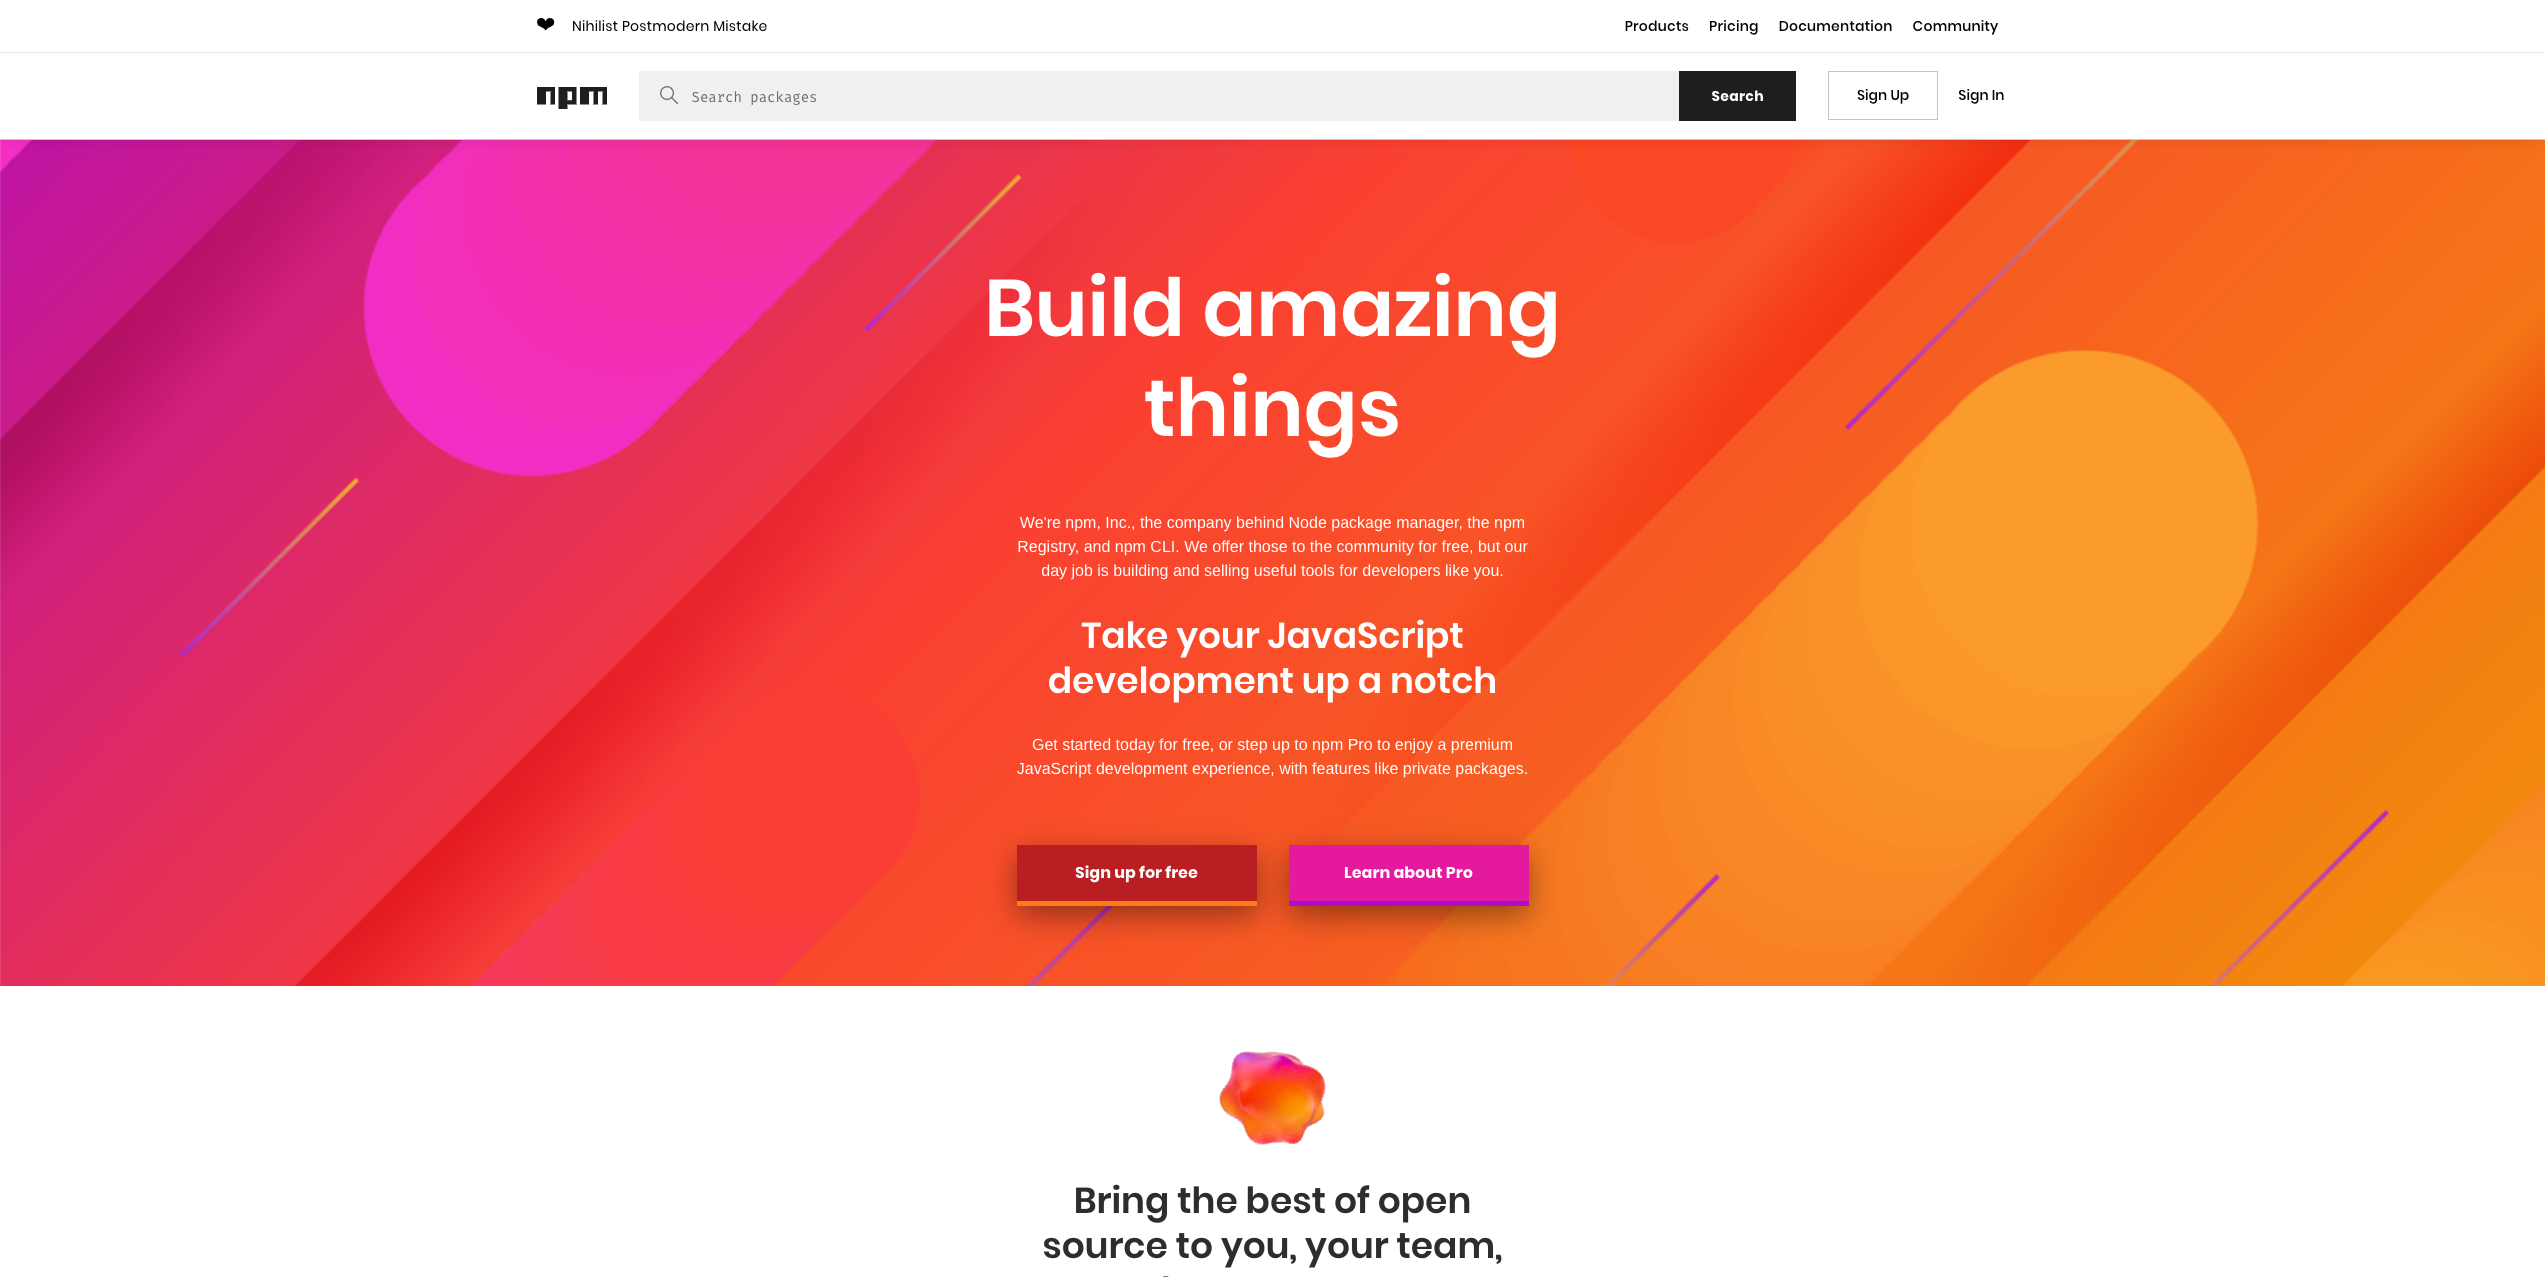 ❤ Nihilist Postmodern Mistake
Products Pricing Documentation Community
npm
Search packages
Search
Sign Up
Sign In
Build amazing
things
We're npm, Inc., the company behind Node package manager, the npm
Registry, and npm CLI. We offer those to the community for free, but our
day job is building and selling useful tools for developers like you.
Take your JavaScript
development up a notch
Get started today for free, or step up to npm Pro to enjoy a premium
JavaScript development experience, with features like private packages.
Sign up for free
Learn about Pro
Bring the best of open
source to you, your team,